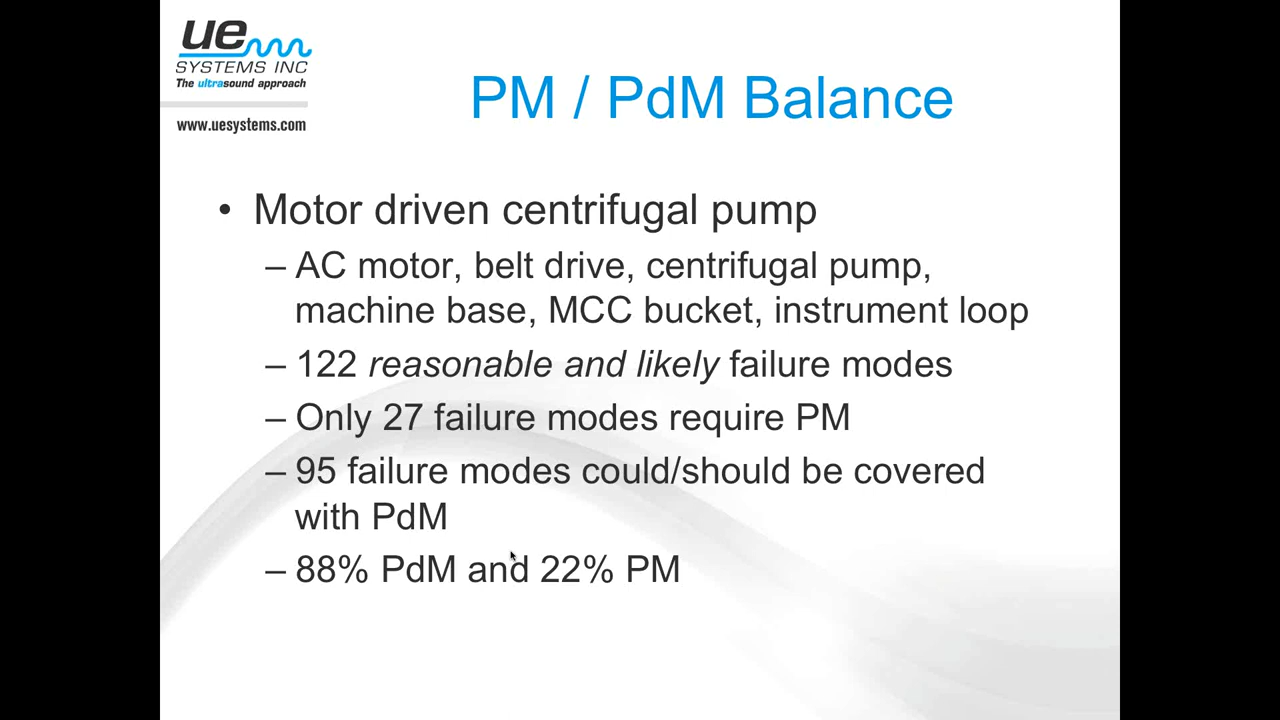 ue
SYSTEMS INC
The ultrasound approach
www.uesystems.com
PM / PdM Balance
• Motor driven centrifugal pump
– AC motor, belt drive, centrifugal pump,
machine base, MCC bucket, instrument loop
– 122 reasonable and likely failure modes
– Only 27 failure modes require PM
– 95 failure modes could/should be covered
with PdM
– 88% PdM and 22% PM